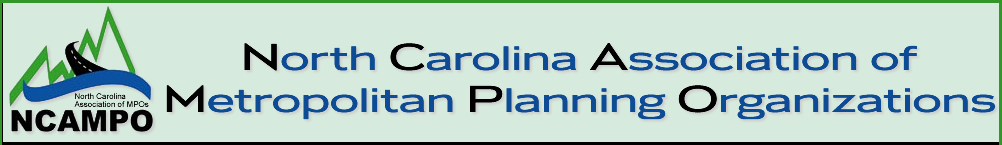 North Carolina
Association of MPOs
NCAMPO
North Carolina Association of
Metropolitan Planning Organizations